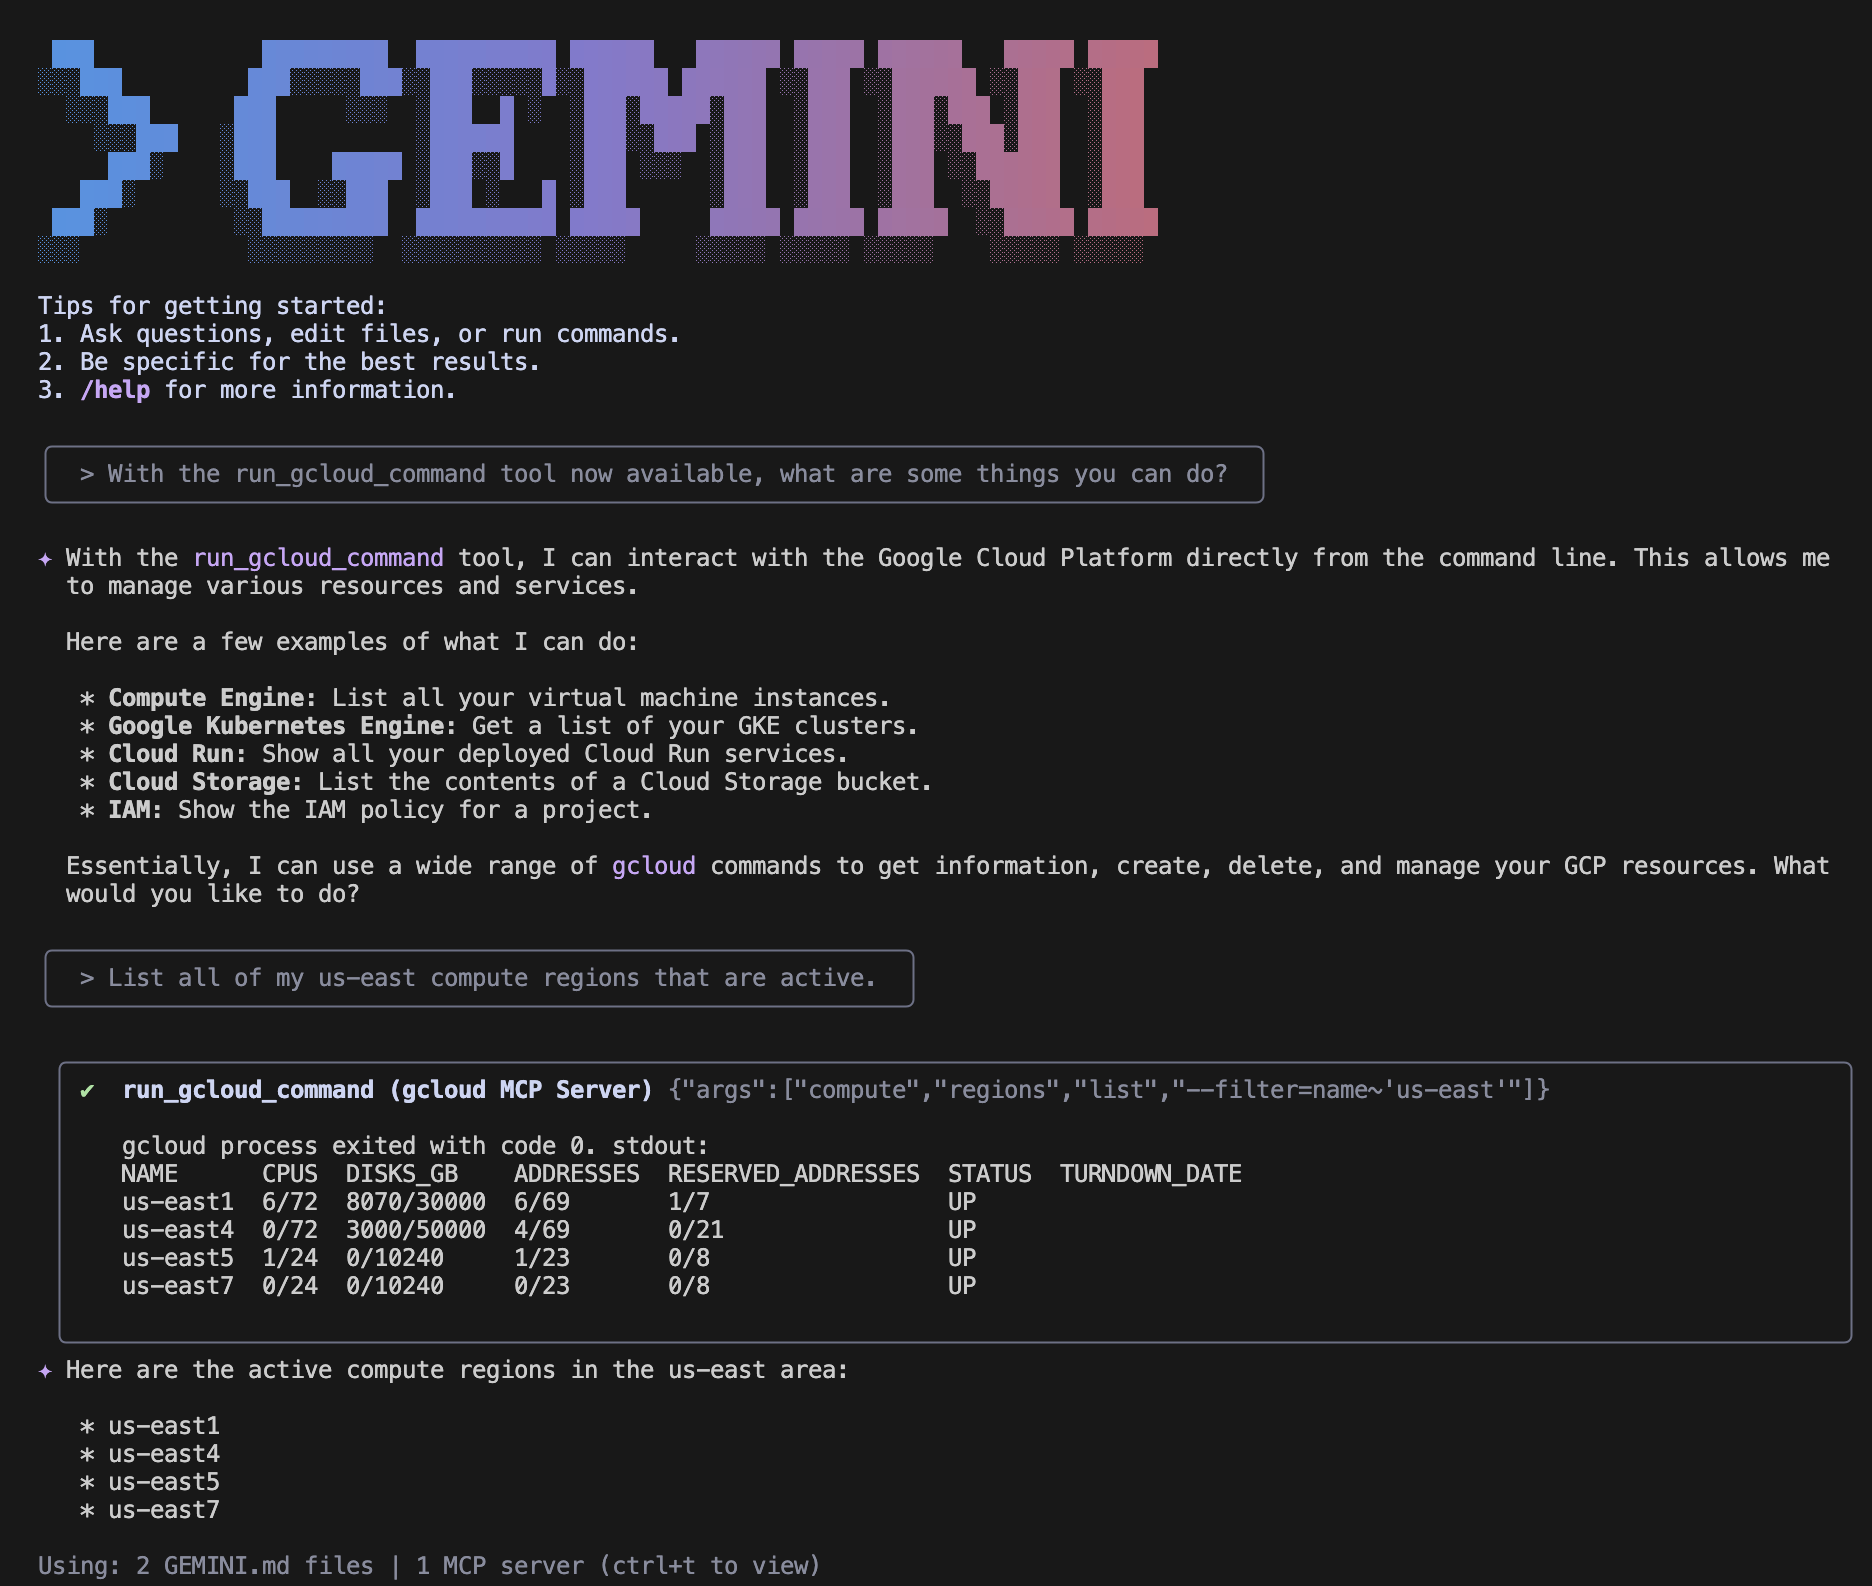 > GEMINI
Tips for getting started:
1. Ask questions, edit files, or run commands.
2. Be specific for the best results.
3. /help for more information.
> With the run_gcloud_command tool now available, what are some things you can do?
✦ With the run_gcloud_command tool, I can interact with the Google Cloud Platform directly from the command line. This allows me
to manage various resources and services.
Here are a few examples of what I can do:
* Compute Engine: List all your virtual machine instances.
* Google Kubernetes Engine: Get a list of your GKE clusters.
* Cloud Run: Show all your deployed Cloud Run services.
* Cloud Storage: List the contents of a Cloud Storage bucket.
* IAM: Show the IAM policy for a project.
Essentially, I can use a wide range of gcloud commands to get information, create, delete, and manage your GCP resources. What
would you like to do?
> List all of my us-east compute regions that are active.
✔ run_gcloud_command (gcloud MCP Server) {"args":["compute","regions","list","--filter=name~'us-east'"]}
gcloud process exited with code 0. stdout:
NAME CPUS DISKS_GB ADDRESSES RESERVED_ADDRESSES STATUS TURNDOWN_DATE
us-east1 6/72 8070/30000 6/69 1/7 UP
us-east4 0/72 3000/50000 4/69 0/21 UP
us-east5 1/24 0/10240 1/23 0/8 UP
us-east7 0/24 0/10240 0/23 0/8 UP
✦ Here are the active compute regions in the us-east area:
* us-east1
* us-east4
* us-east5
* us-east7
Using: 2 GEMINI.md files | 1 MCP server (ctrl+t to view)